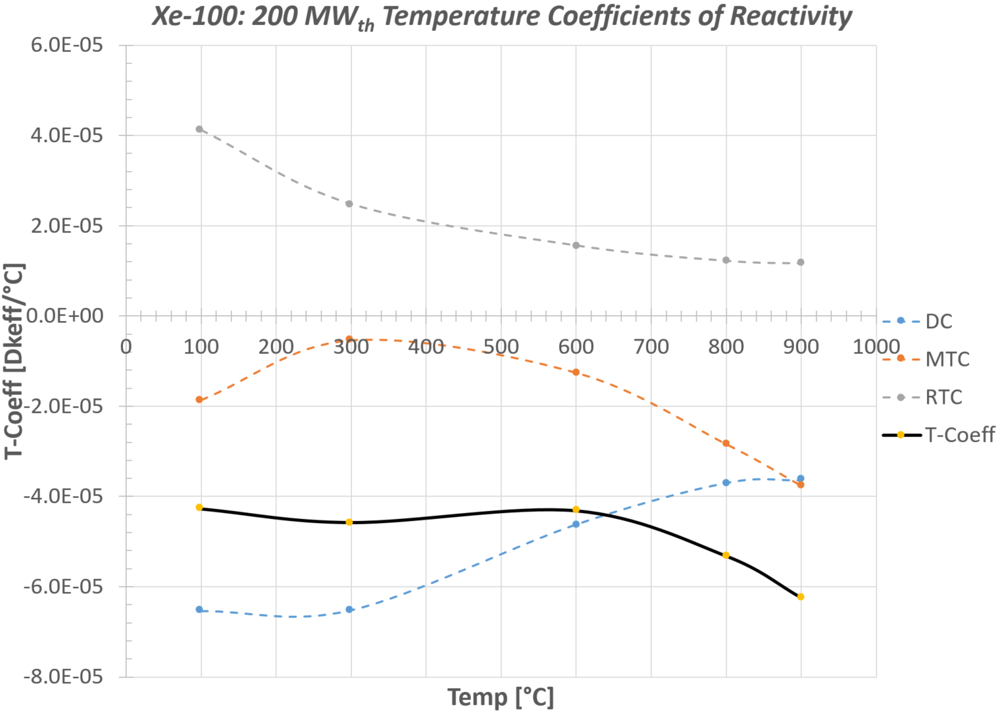 Xe-100: 200 MWth Temperature Coefficients of Reactivity
6.0E-05
4.0E-05
2.0E-05
0.0E+00
-2.0E-05
-4.0E-05
-6.0E-05
-8.0E-05
T-Coeff [Dkeff/°C]
0 100 200 300 400 500 600 700 800 900 1000
Temp [°C]
DC
MTC
RTC
T-Coeff